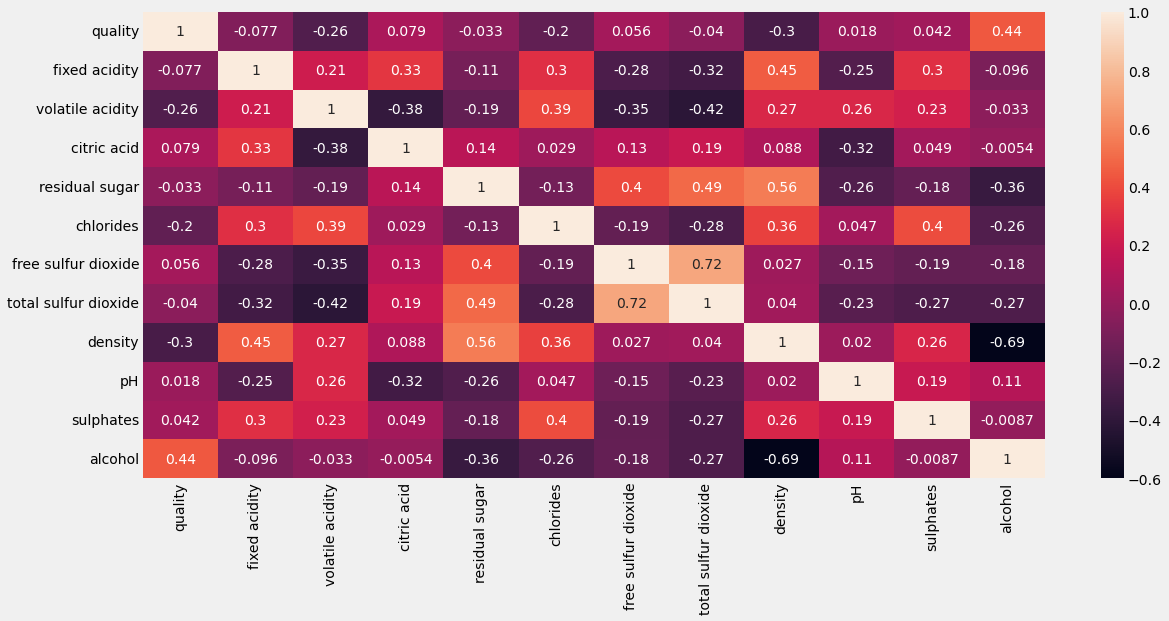 quality 1 -0.077 -0.26 0.079 -0.033 -0.2 0.056 -0.04 -0.3 0.018 0.042 0.44
fixed acidity -0.077 1 0.21 0.33 -0.11 0.3 -0.28 -0.32 0.45 -0.25 0.3 -0.096
volatile acidity -0.26 0.21 1 -0.38 -0.19 0.39 -0.35 -0.42 0.27 0.26 0.23 -0.033
citric acid 0.079 0.33 -0.38 1 0.14 0.029 0.13 0.19 0.088 -0.32 0.049 -0.0054
residual sugar -0.033 -0.11 -0.19 0.14 1 -0.13 0.4 0.49 0.56 -0.26 -0.18 -0.36
chlorides -0.2 0.3 0.39 0.029 -0.13 1 -0.19 -0.28 0.36 0.047 0.4 -0.26
free sulfur dioxide 0.056 -0.28 -0.35 0.13 0.4 -0.19 1 0.72 0.027 -0.15 -0.19 -0.18
total sulfur dioxide -0.04 -0.32 -0.42 0.19 0.49 -0.28 0.72 1 0.04 -0.23 -0.27 -0.27
density -0.3 0.45 0.27 0.088 0.56 0.36 0.027 0.04 1 0.02 0.26 -0.69
pH 0.018 -0.25 0.26 -0.32 -0.26 0.047 -0.15 -0.23 0.02 1 0.19 0.11
sulphates 0.042 0.3 0.23 0.049 -0.18 0.4 -0.19 -0.27 0.26 0.19 1 -0.0087
alcohol 0.44 -0.096 -0.033 -0.0054 -0.36 -0.26 -0.18 -0.27 -0.69 0.11 -0.0087 1
quality
fixed acidity
volatile acidity
citric acid
residual sugar
chlorides
free sulfur dioxide
total sulfur dioxide
density
pH
sulphates
alcohol
1.0
0.8
0.6
0.4
0.2
0.0
−0.2
−0.4
−0.6